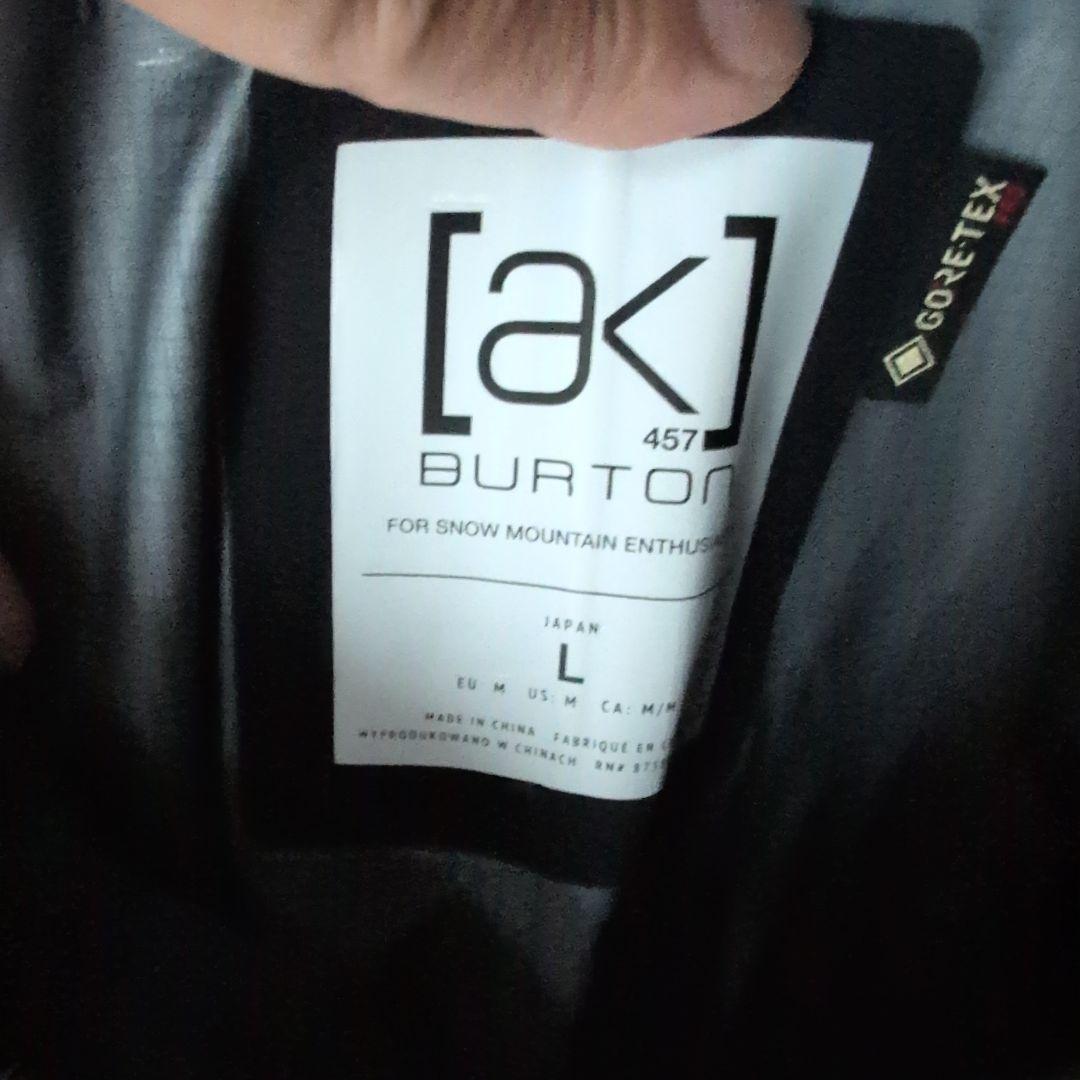 [ak]
457
BURTON
FOR SNOW MOUNTAIN
JAPAN
L
EU: M US: M CA: M/M
MADE IN CHINA FABRIQUÉ EN
WYPRODUKOWANO W CHINACH RN#
GORE-TEX